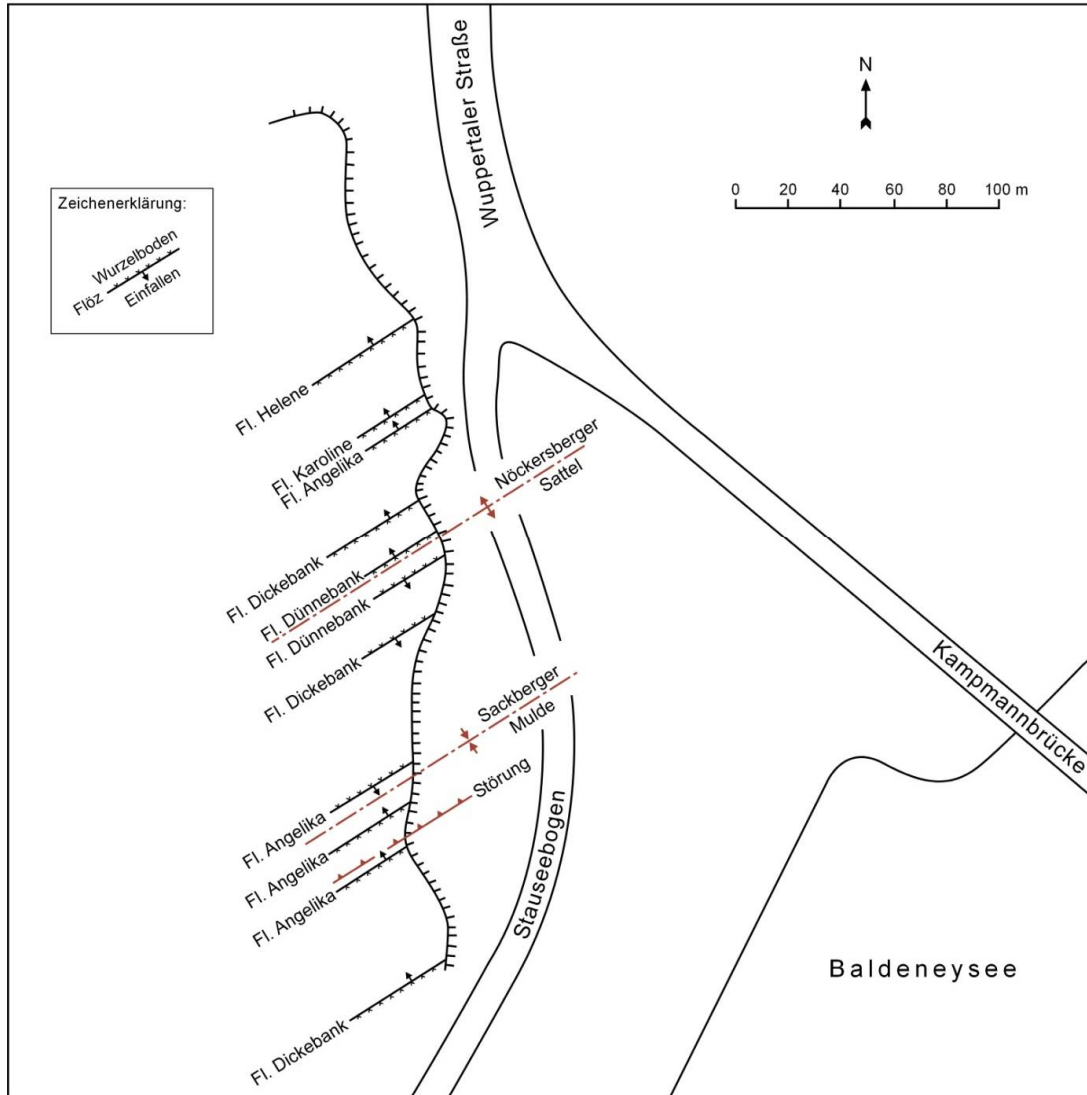 Wuppertaler Straße
N
0 20 40 60 80 100 m
Zeichenerklärung:
Wurzelboden
Flöz
Einfallen
Fl. Helene
Fl. Karoline
Fl. Angelika
Nöckersberger
Sattel
Fl. Dickebank
Fl. Dünnebank
Fl. Dünnebank
Fl. Dickebank
Kampmannbrücke
Sackberger
Mulde
Störung
Fl. Angelika
Fl. Angelika
Fl. Angelika
Stauseebogen
Baldeneysee
Fl. Dickebank